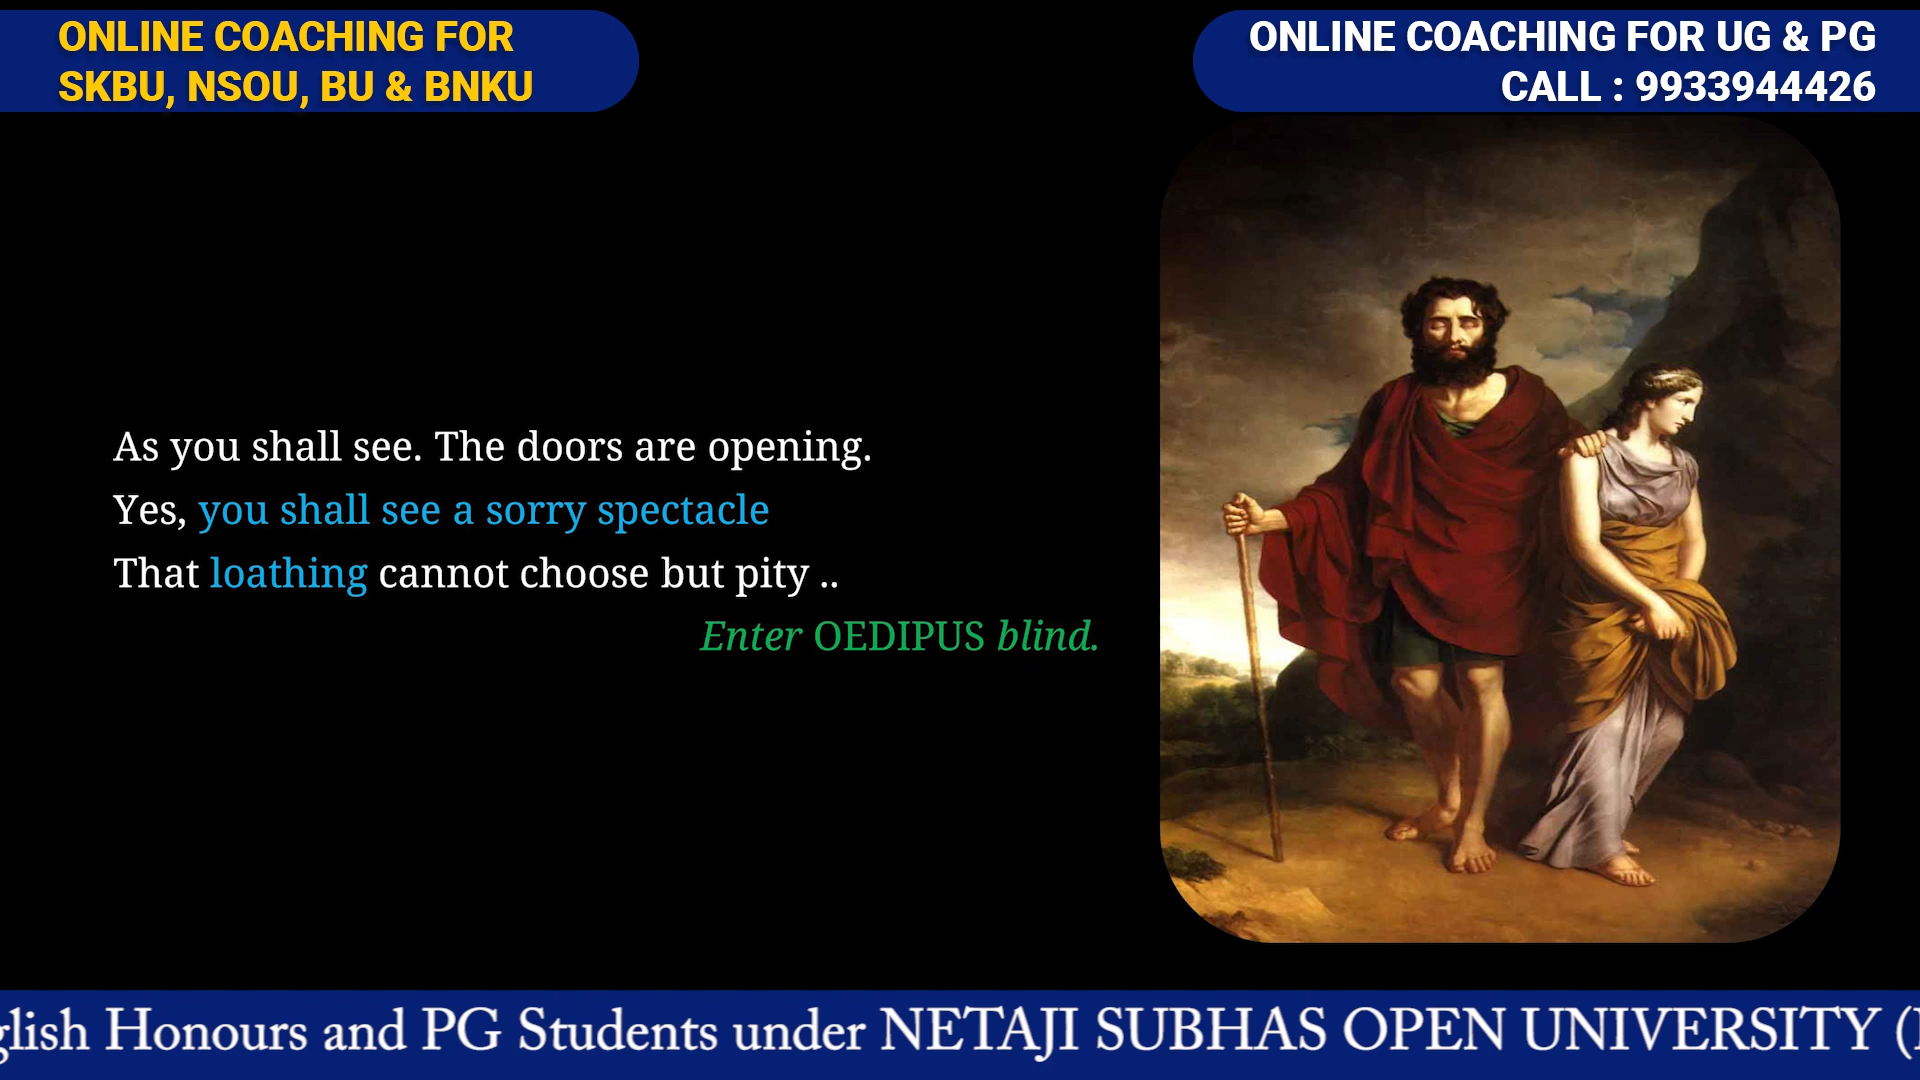 ONLINE COACHING FOR
SKBU, NSOU, BU & BNKU
ONLINE COACHING FOR UG & PG
CALL : 9933944426
As you shall see. The doors are opening.
Yes, you shall see a sorry spectacle
That loathing cannot choose but pity ..
Enter OEDIPUS blind.
glish Honours and PG Students under NETAJI SUBHAS OPEN UNIVERSITY (